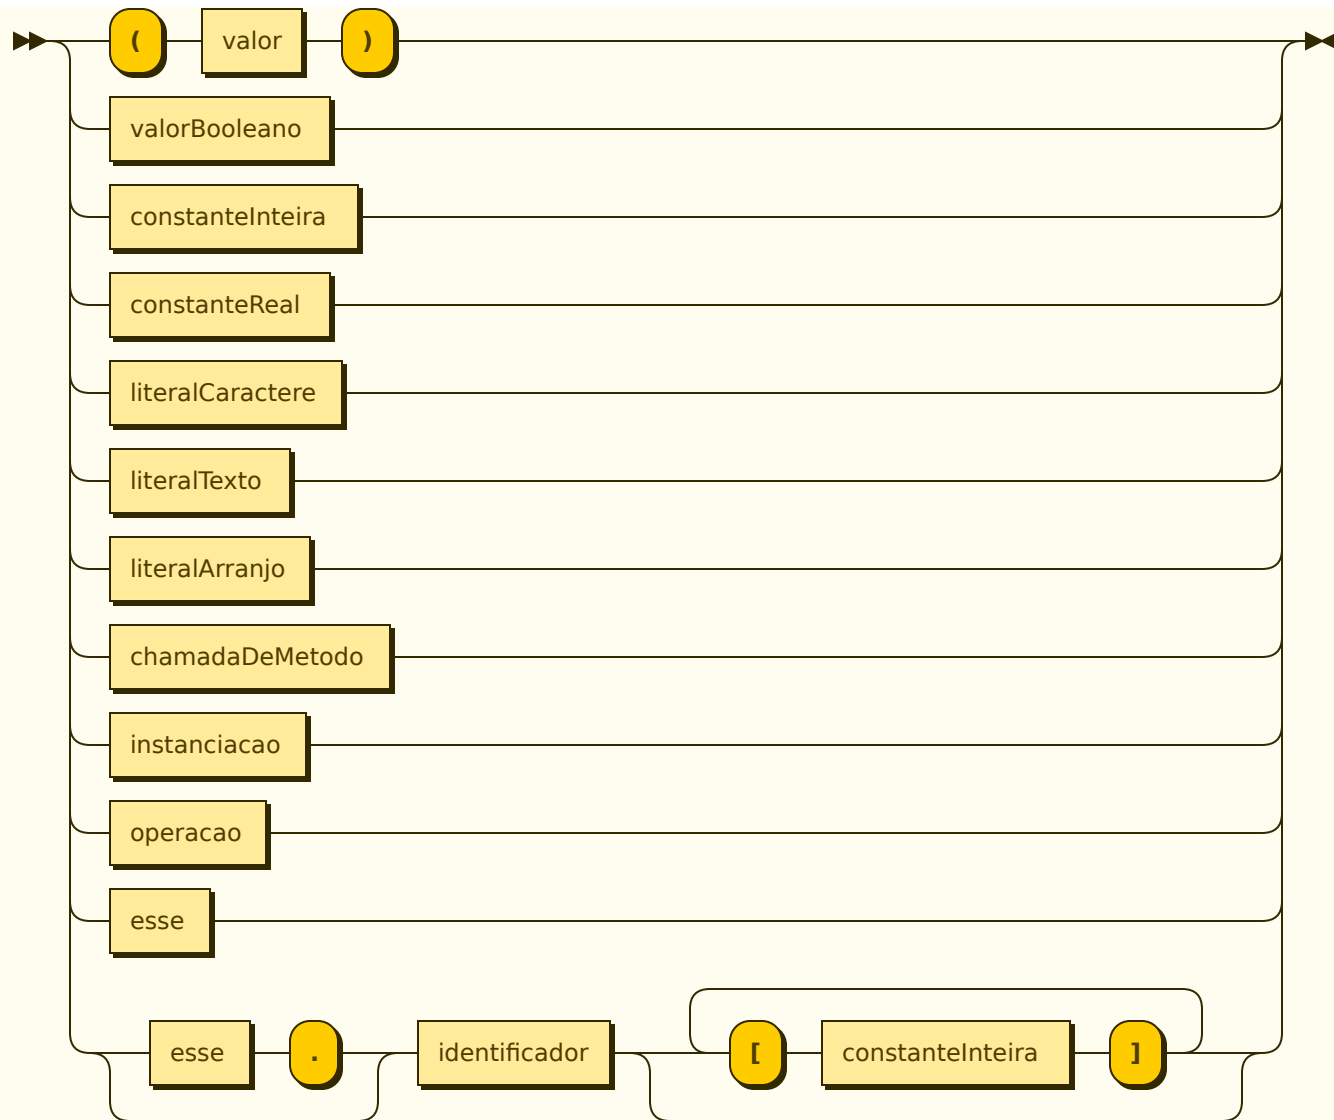 ( valor )
valorBooleano
constanteInteira
constanteReal
literalCaractere
literalTexto
literalArranjo
chamadaDeMetodo
instanciacao
operacao
esse
esse . identificador [ constanteInteira ]